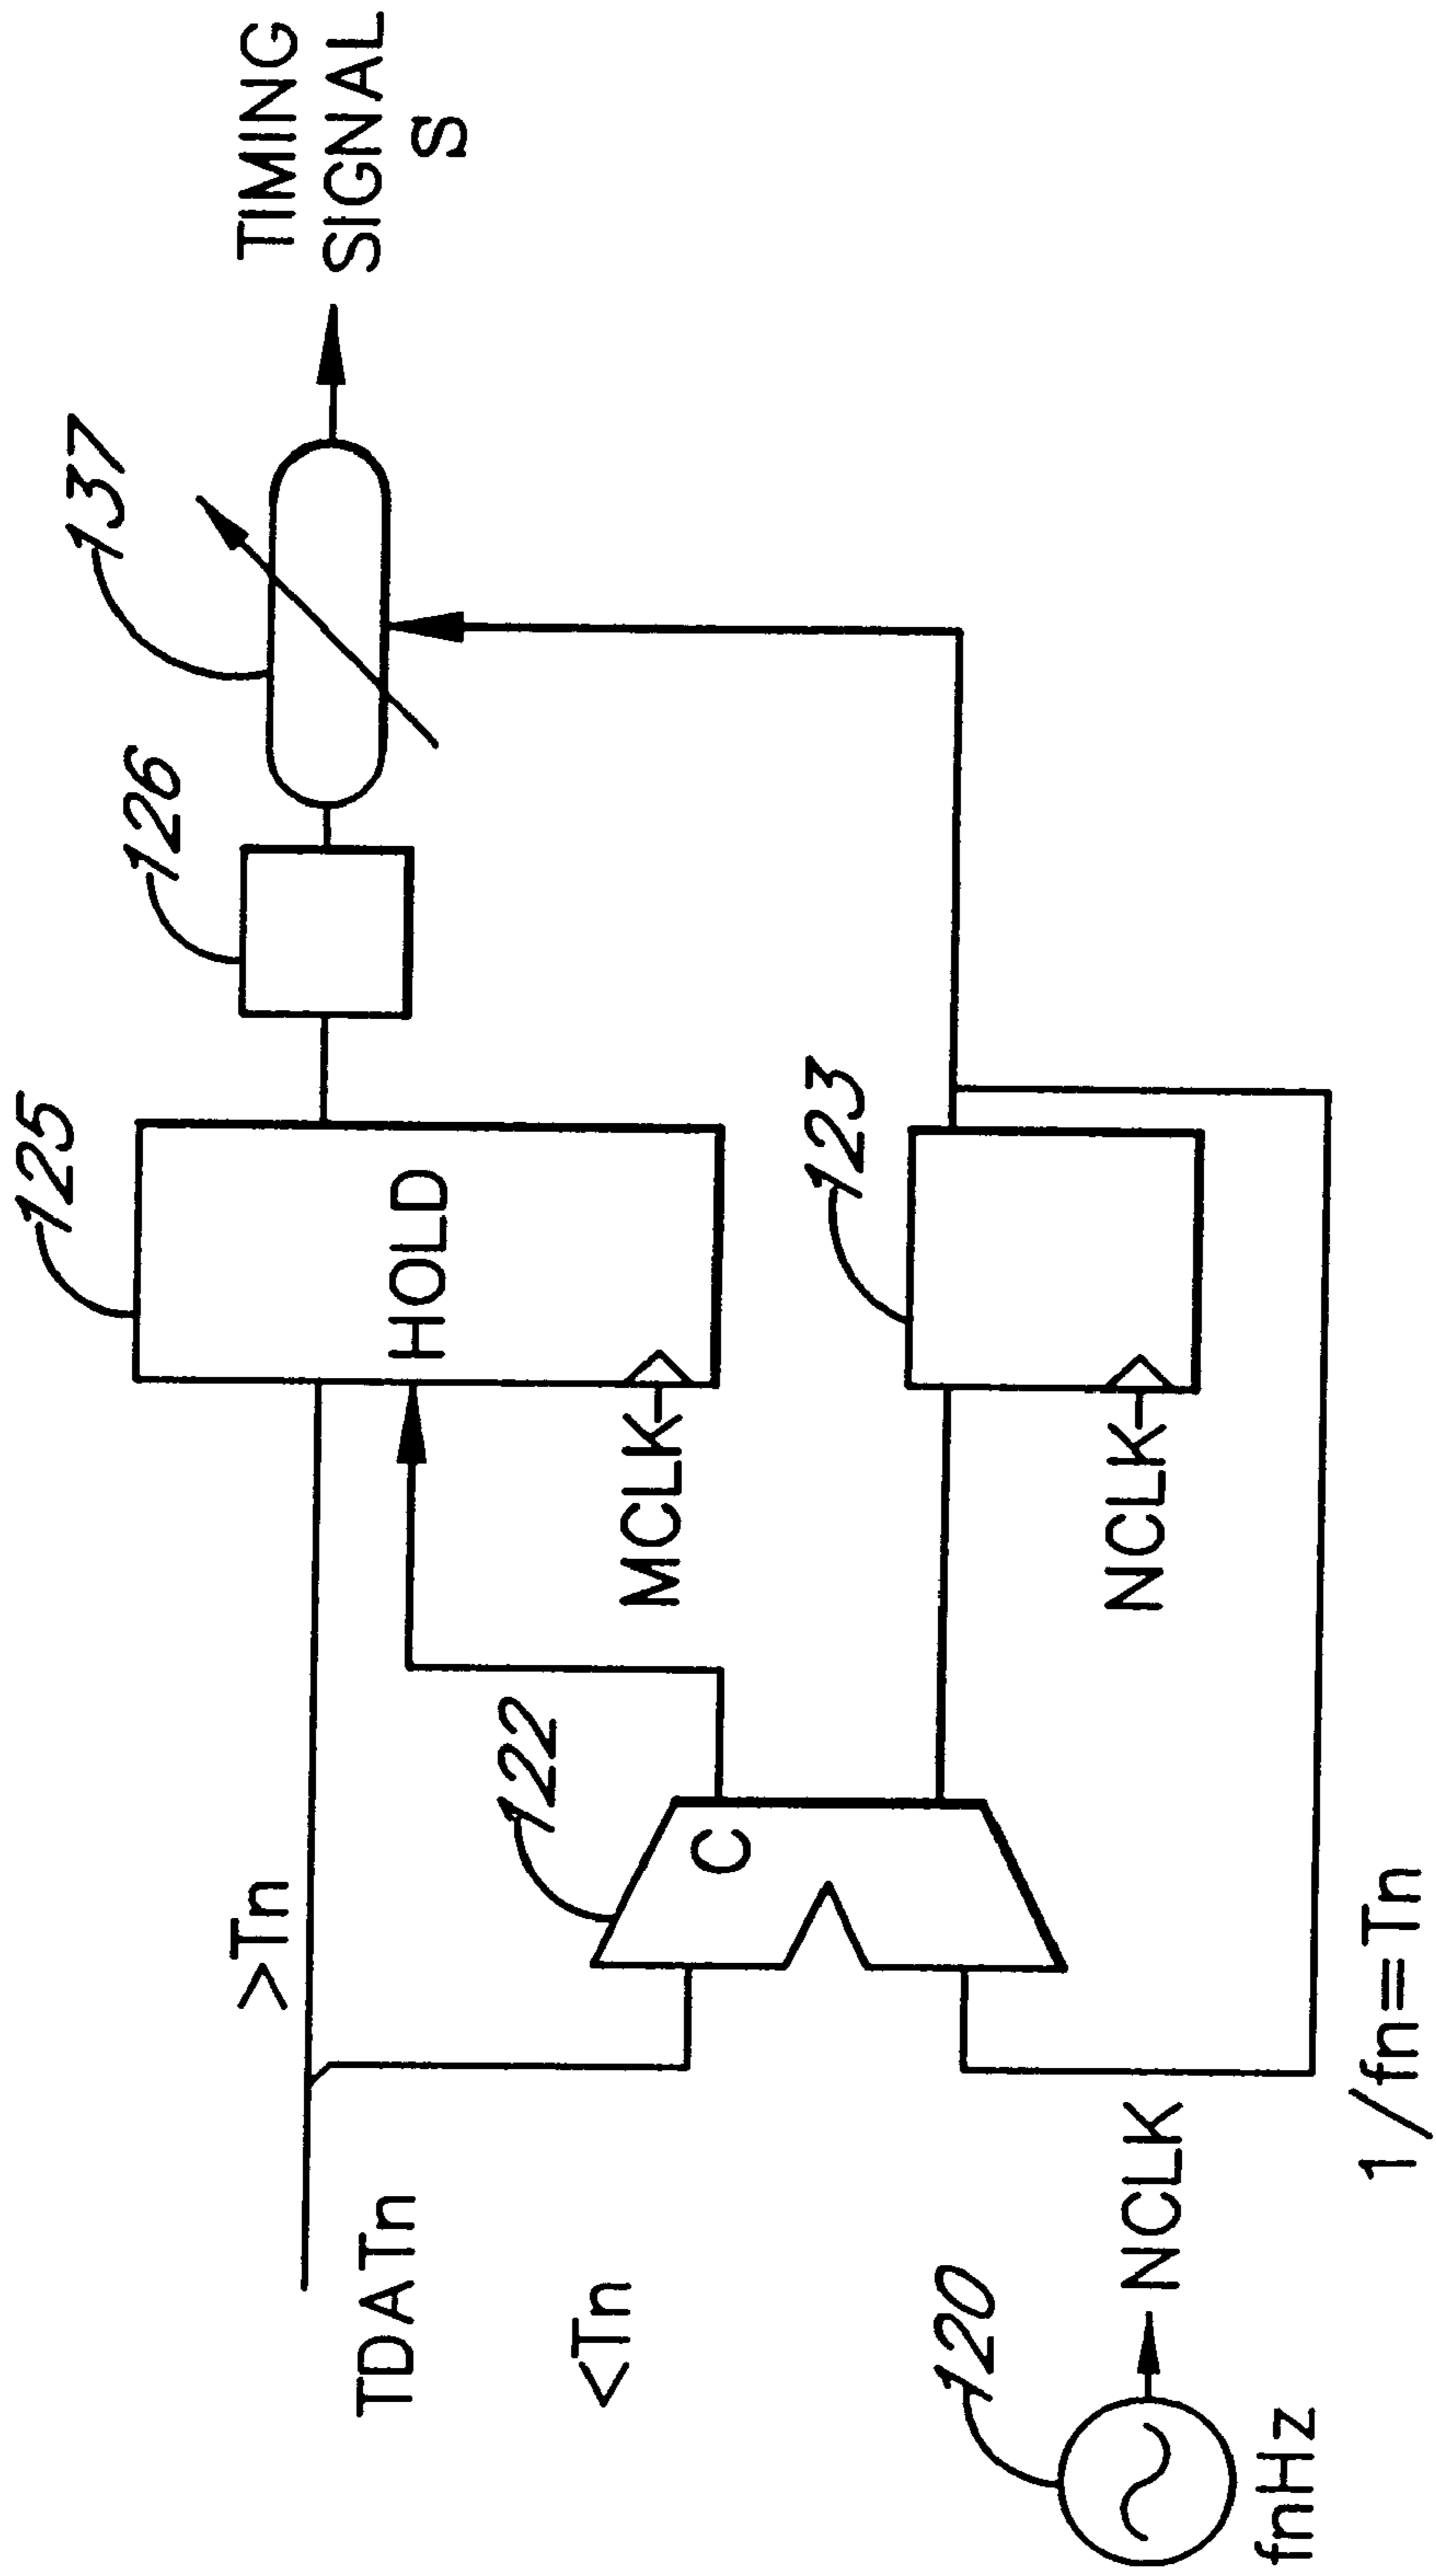 125
126
137
TIMING
SIGNAL
S
>Tn
HOLD
TDATn
122
<Tn
MCLK
C
123
120
NCLK
NCLK
fnHz
1/fn=Tn